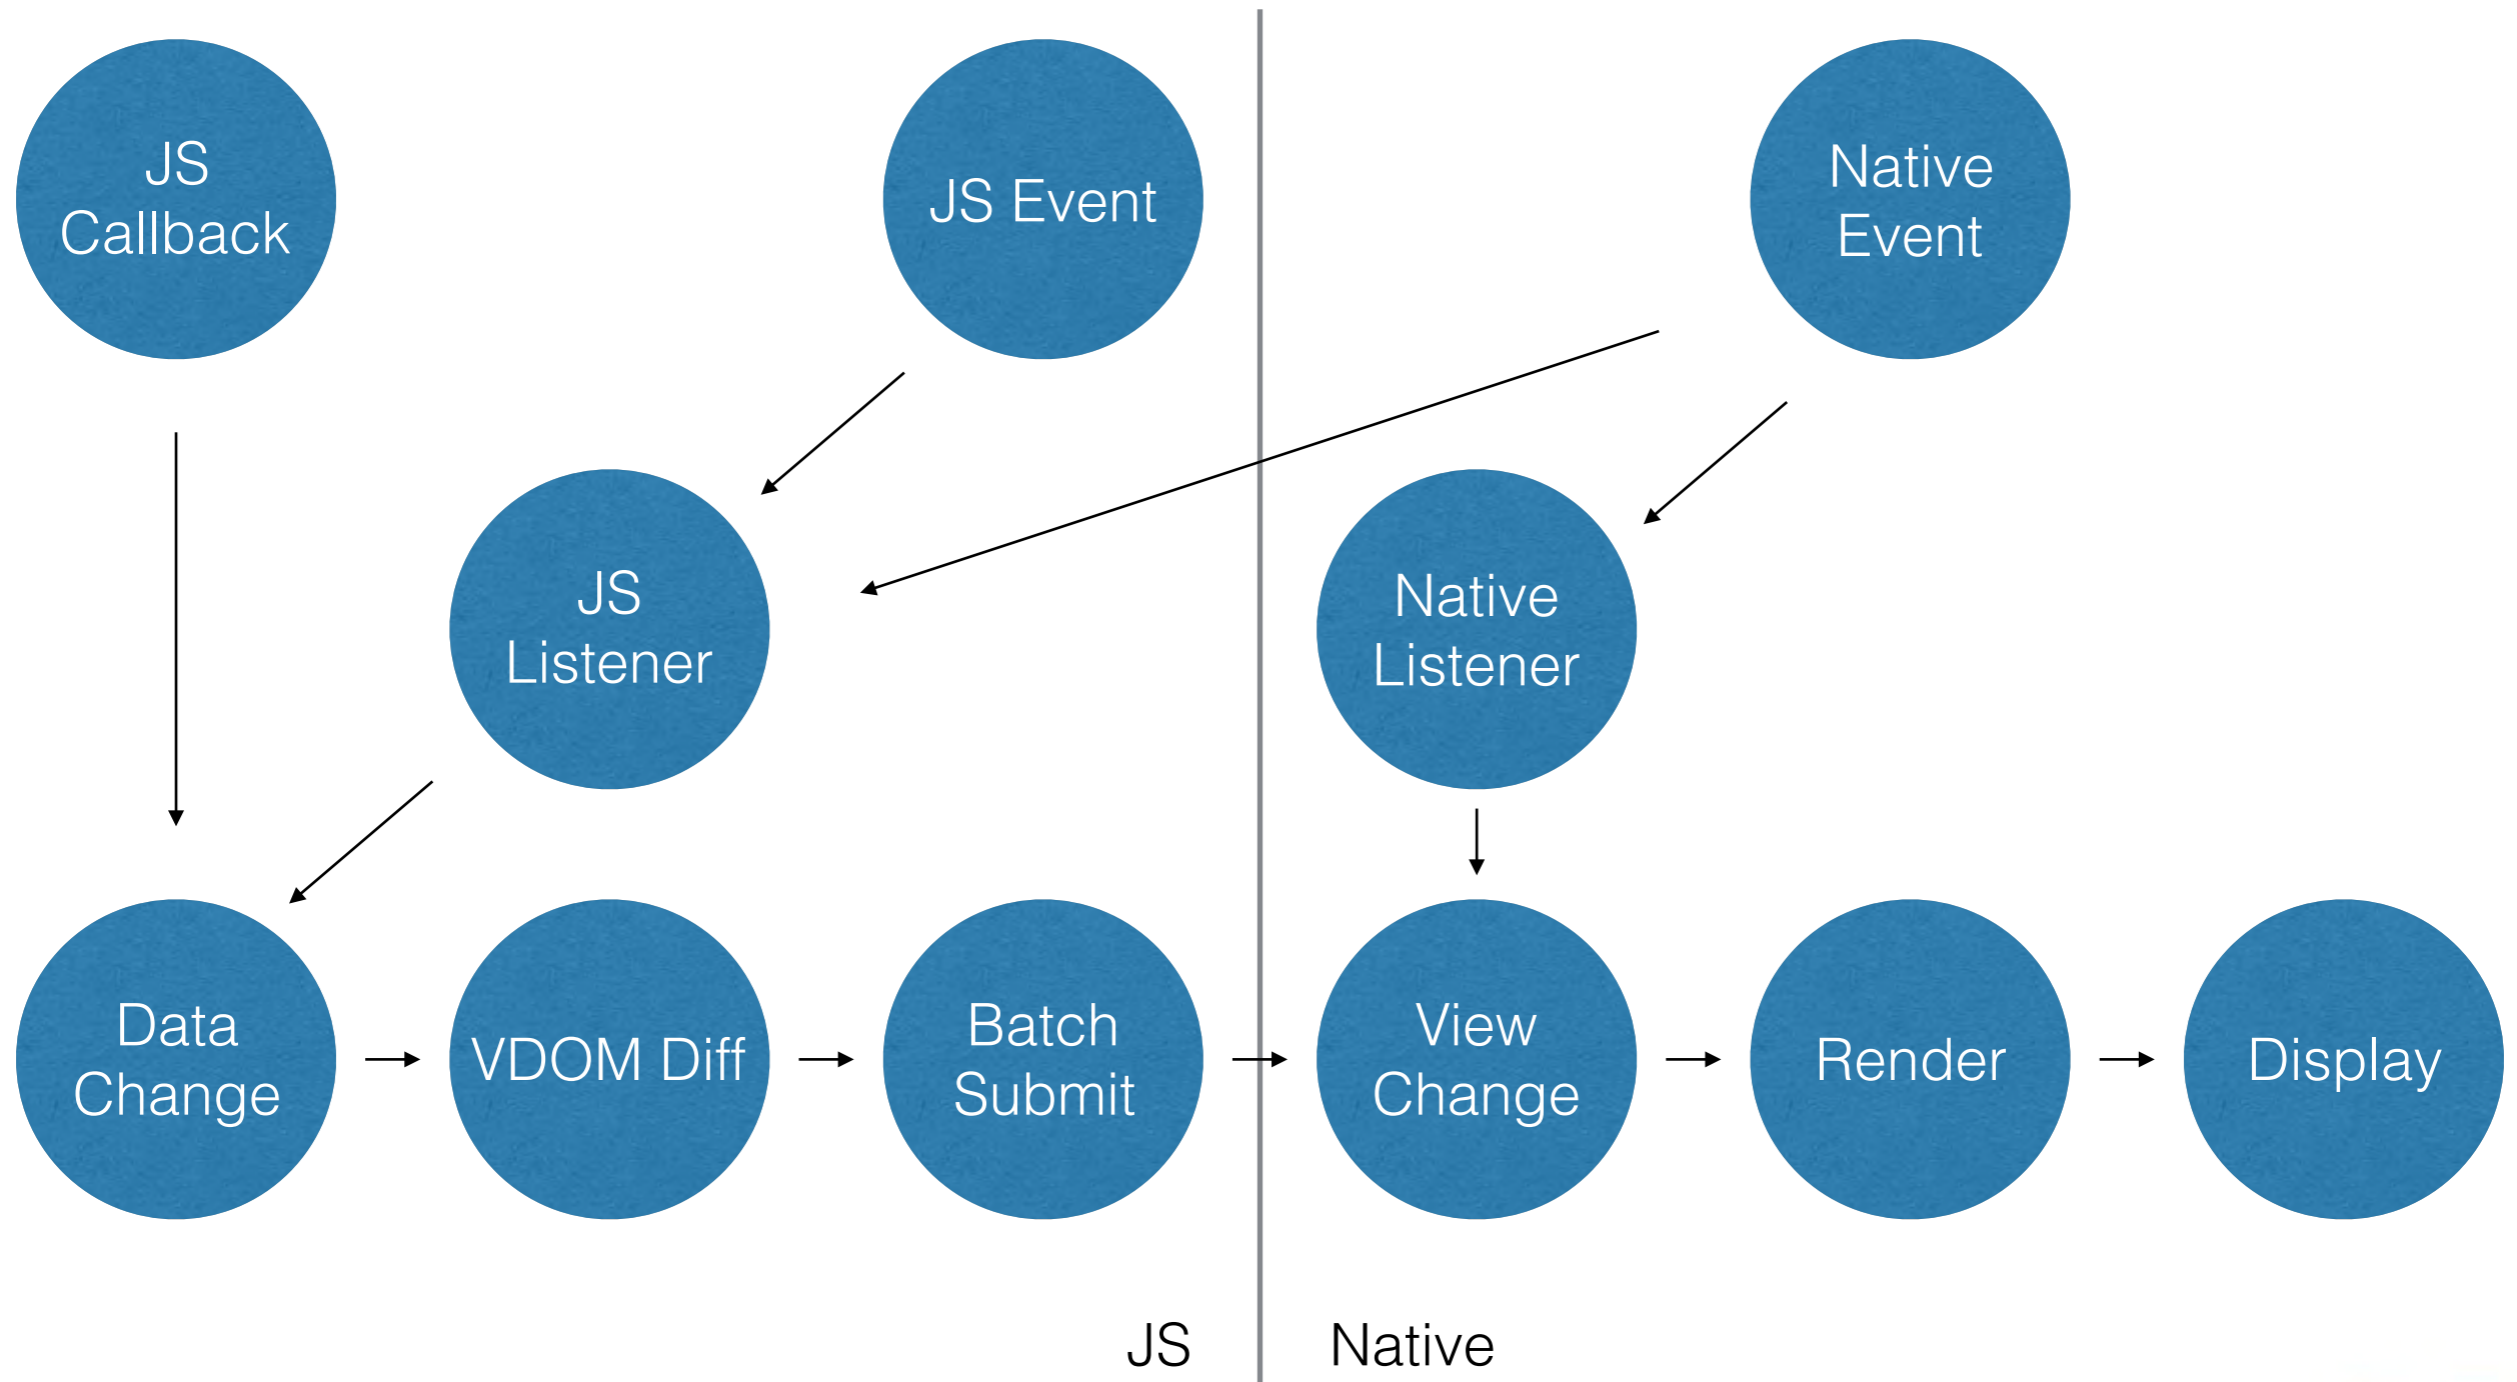 JS
Callback
JS Event
Native
Event
JS
Listener
Native
Listener
Data
Change
VDOM Diff
Batch
Submit
View
Change
Render
Display
JS
Native